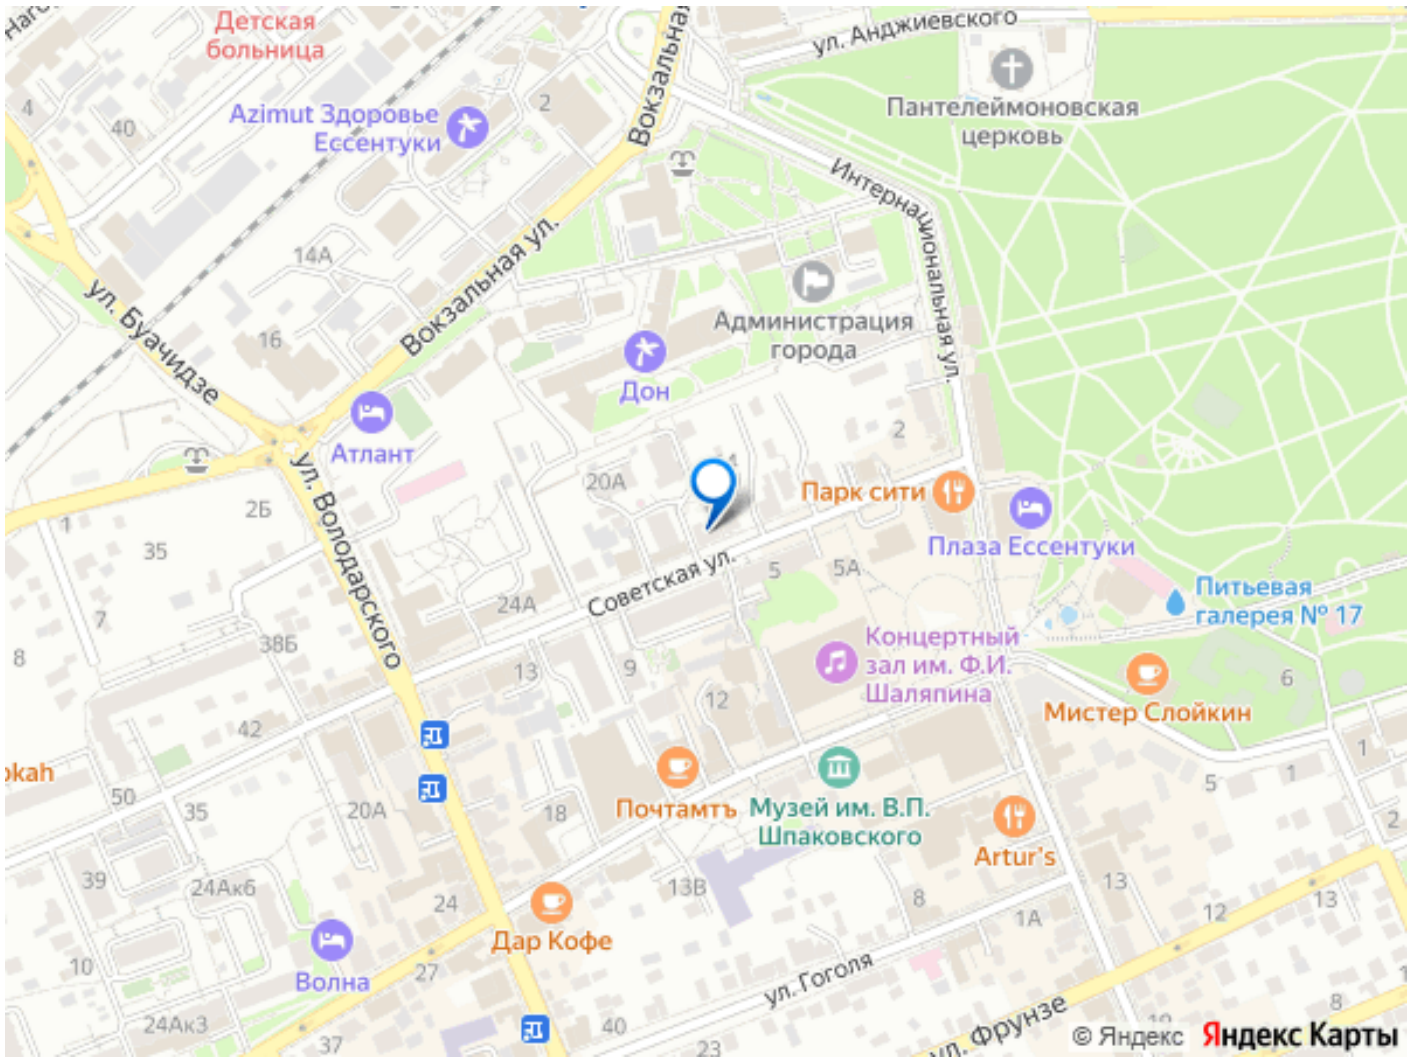 Детская
больница
ул. Анджиевского
Вокзальная
4
40
2
Azimut Здоровье
Ессентуки
Пантелеймоновская
церковь
Интернациональная ул.
14А
Вокзальная ул.
ул. Буачидзе
16
Администрация
города
Дон
Атлант
2
20А
Парк сити
2Б
1
35
ул. Володарского
Плаза Ессентуки
Советская ул.
5
5А
Питьевая
галерея № 17
24А
7
38Б
8
13
9
Концертный
зал им. Ф.И.
Шаляпина
12
6
Мистер Слойкин
42
1
okah
50
35
20А
18
Почтамтъ
Музей им. В.П.
Шпаковского
5
1
2
Artur's
39
24Ак6
24
13В
8
13
1А
12
13
Дар Кофе
10
Волна
27
ул. Гоголя
24Ак3
37
40
23
ул. Фрунзе
8
© Яндекс Яндекс Карты